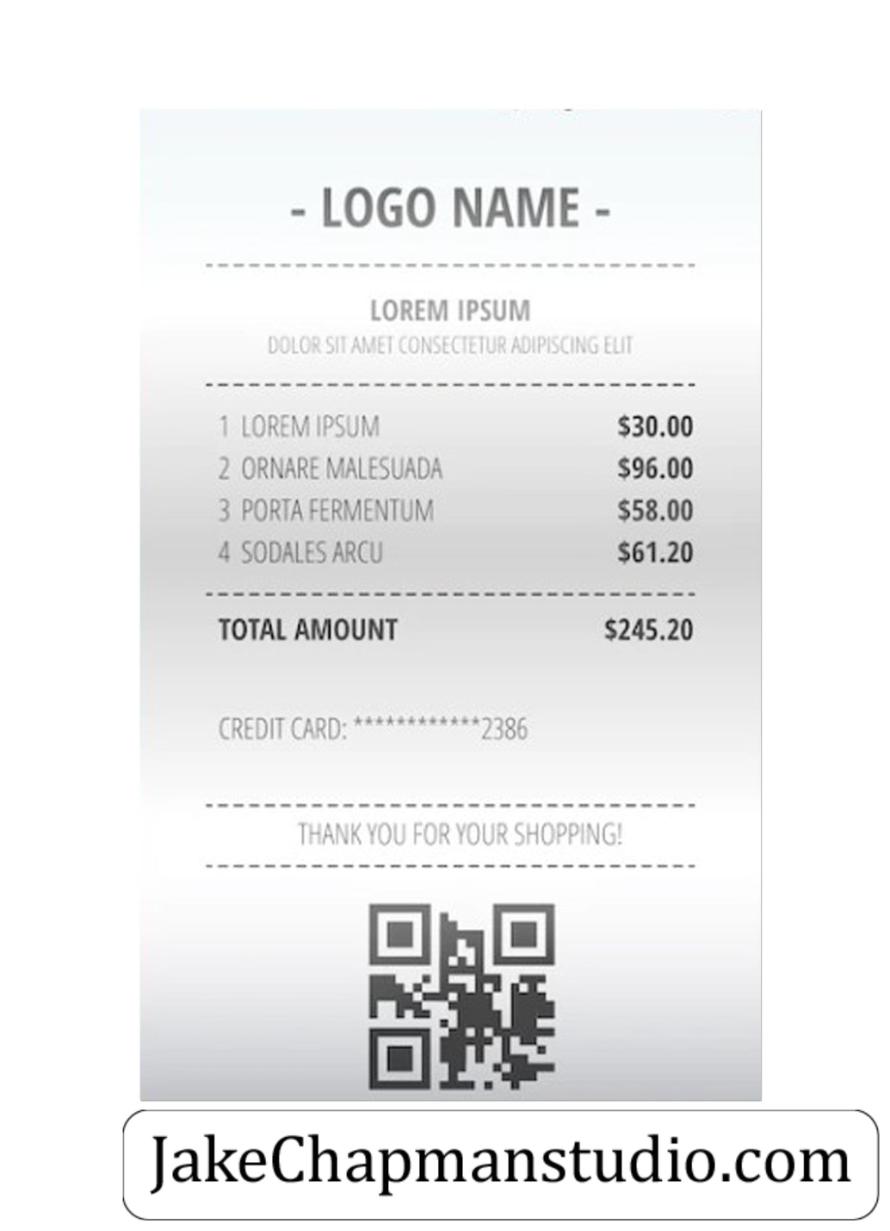 - LOGO NAME -
LOREM IPSUM
DOLOR SIT AMET CONSECTETUR ADIPISCING ELIT
1 LOREM IPSUM $30.00
2 ORNARE MALESUADA $96.00
3 PORTA FERMENTUM $58.00
4 SODALES ARCU $61.20
TOTAL AMOUNT $245.20
CREDIT CARD: ************2386
THANK YOU FOR YOUR SHOPPING!
JakeChapmanstudio.com